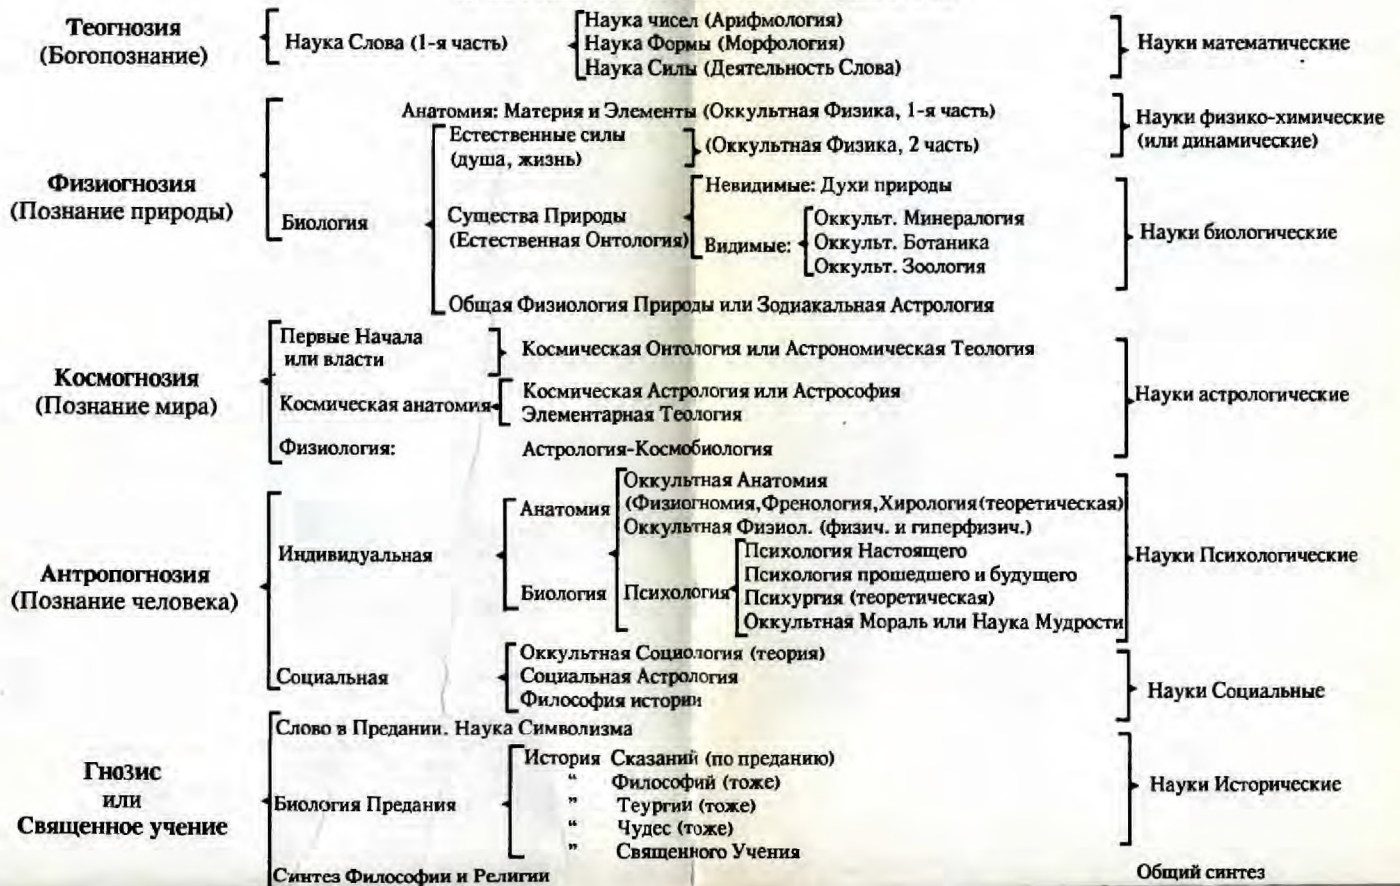 Теогнозия
(Богопознание)
Наука Слова (1-я часть)
Наука чисел (Арифмология)
Наука Формы (Морфология)
Наука Силы (Деятельность Слова)
Науки математические
Физиогнозия
(Познание природы)
Анатомия: Материя и Элементы (Оккультная Физика, 1-я часть)
Науки физико-химические
(или динамические)
Биология
Естественные силы
(душа, жизнь)
(Оккультная Физика, 2 часть)
Существа Природы
(Естественная Онтология)
Невидимые: Духи природы
Видимые:
Оккульт. Минералогия
Оккульт. Ботаника
Оккульт. Зоология
Общая Физиология Природы или Зодиакальная Астрология
Науки биологические
Космогнозия
(Познание мира)
Первые Начала
или власти
Космическая Онтология или Астрономическая Теология
Космическая анатомия
Космическая Астрология или Астрософия
Элементарная Теология
Физиология:
Астрология-Космобиология
Науки астрологические
Антропогнозия
(Познание человека)
Индивидуальная
Анатомия
Биология
Оккультная Анатомия
(Физиогномия,Френология,Хирология(теоретическая)
Оккультная Физиол. (физич. и гиперфизич.)
Психология
Психология Настоящего
Психология прошедшего и будущего
Психургия (теоретическая)
Оккультная Мораль или Наука Мудрости
Науки Психологические
Социальная
Оккультная Социология (теория)
Социальная Астрология
Философия истории
Науки Социальные
Гнозис
или
Священное учение
Слово в Предании. Наука Символизма
Биология Предания
История Сказаний (по преданию)
“ Философий (тоже)
” Теургии (тоже)
“ Чудес (тоже)
” Священного Учения
Науки Исторические
Синтез Философии и Религии
Общий синтез